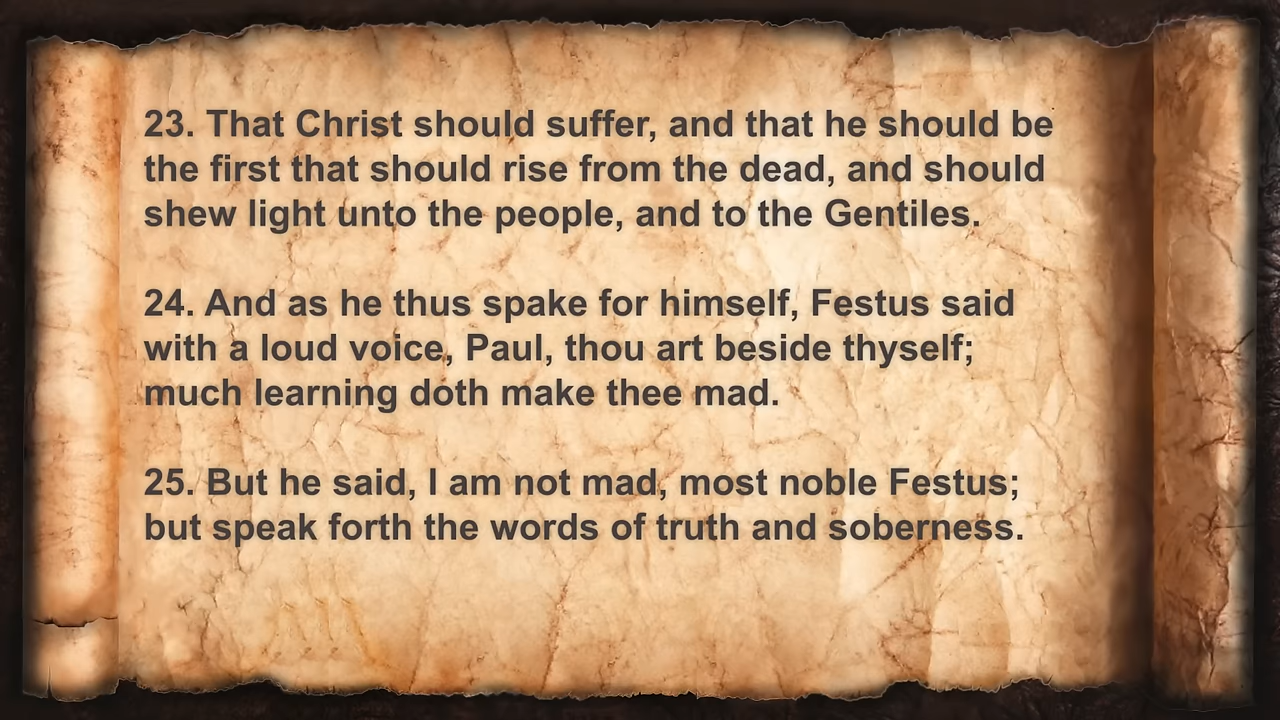 23. That Christ should suffer, and that he should be
the first that should rise from the dead, and should
shew light unto the people, and to the Gentiles.
24. And as he thus spake for himself, Festus said
with a loud voice, Paul, thou art beside thyself;
much learning doth make thee mad.
25. But he said, I am not mad, most noble Festus;
but speak forth the words of truth and soberness.